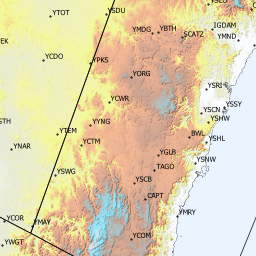 YTOT
YSDU
YSCO
IGDAM
YMDG
YBTH
SCATZ
YMND
EK
YCDO
YPKS
YORG
YSRI
YCWR
YSCN
YSSY
YSHW
STH
YYNG
YTEM
BWL
YSHL
YNAR
YCTM
YGLB
YSNW
YSWG
TAGO
YSCB
CAPT
YCOR
YMAY
YMRY
YWGT
YCOM